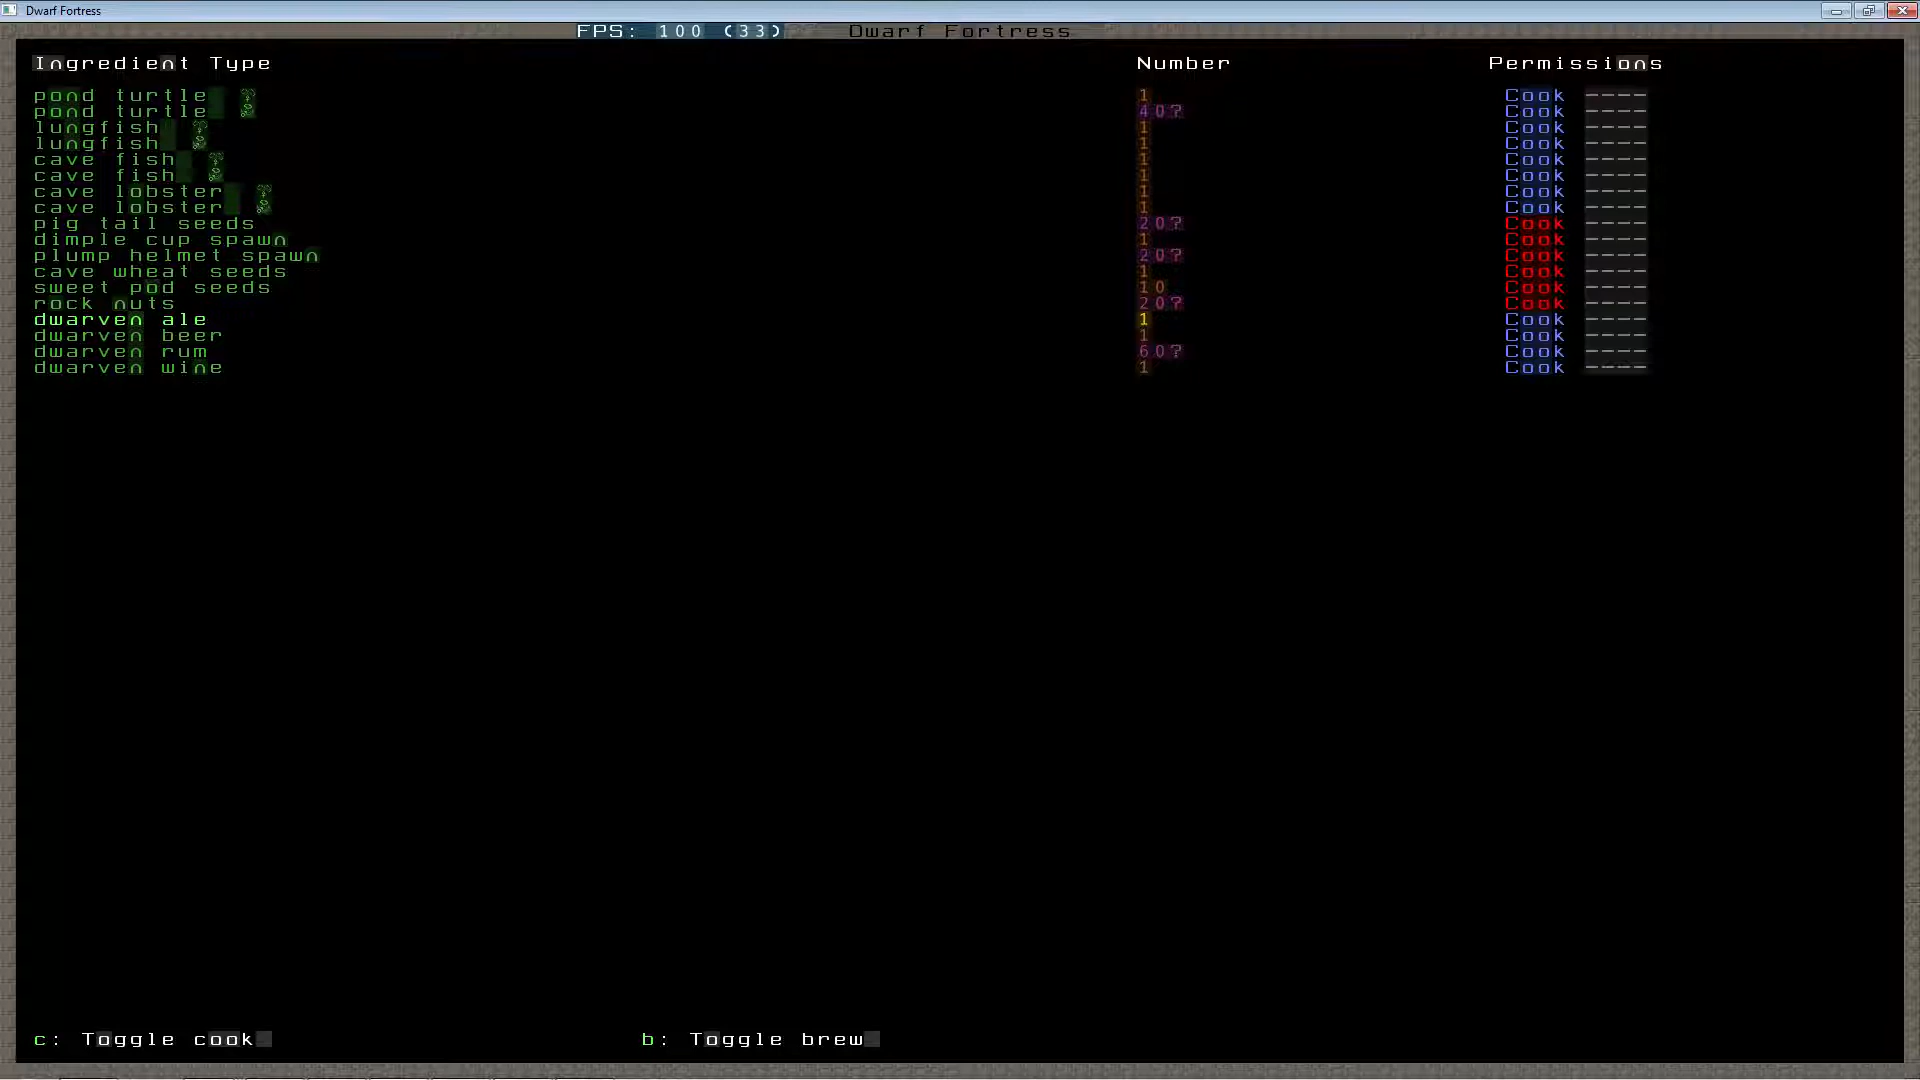 Dwarf Fortress
FPS: 100 (33) Dwarf Fortress
Ingredient Type Number Permissions
pond turtle ♀ 1 Cook ----
pond turtle ♂ 40? Cook ----
lungfish ♀ 1 Cook ----
lungfish ♂ 1 Cook ----
cave fish ♀ 1 Cook ----
cave fish ♂ 1 Cook ----
cave lobster ♀ 1 Cook ----
cave lobster ♂ 1 Cook ----
pig tail seeds 20? Cook ----
dimple cup spawn 1 Cook ----
plump helmet spawn 20? Cook ----
cave wheat seeds 1 Cook ----
sweet pod seeds 10 Cook ----
rock nuts 20? Cook ----
dwarven ale 1 Cook ----
dwarven beer 1 Cook ----
dwarven rum 60? Cook ----
dwarven wine 1 Cook ----
c: Toggle cook b: Toggle brew